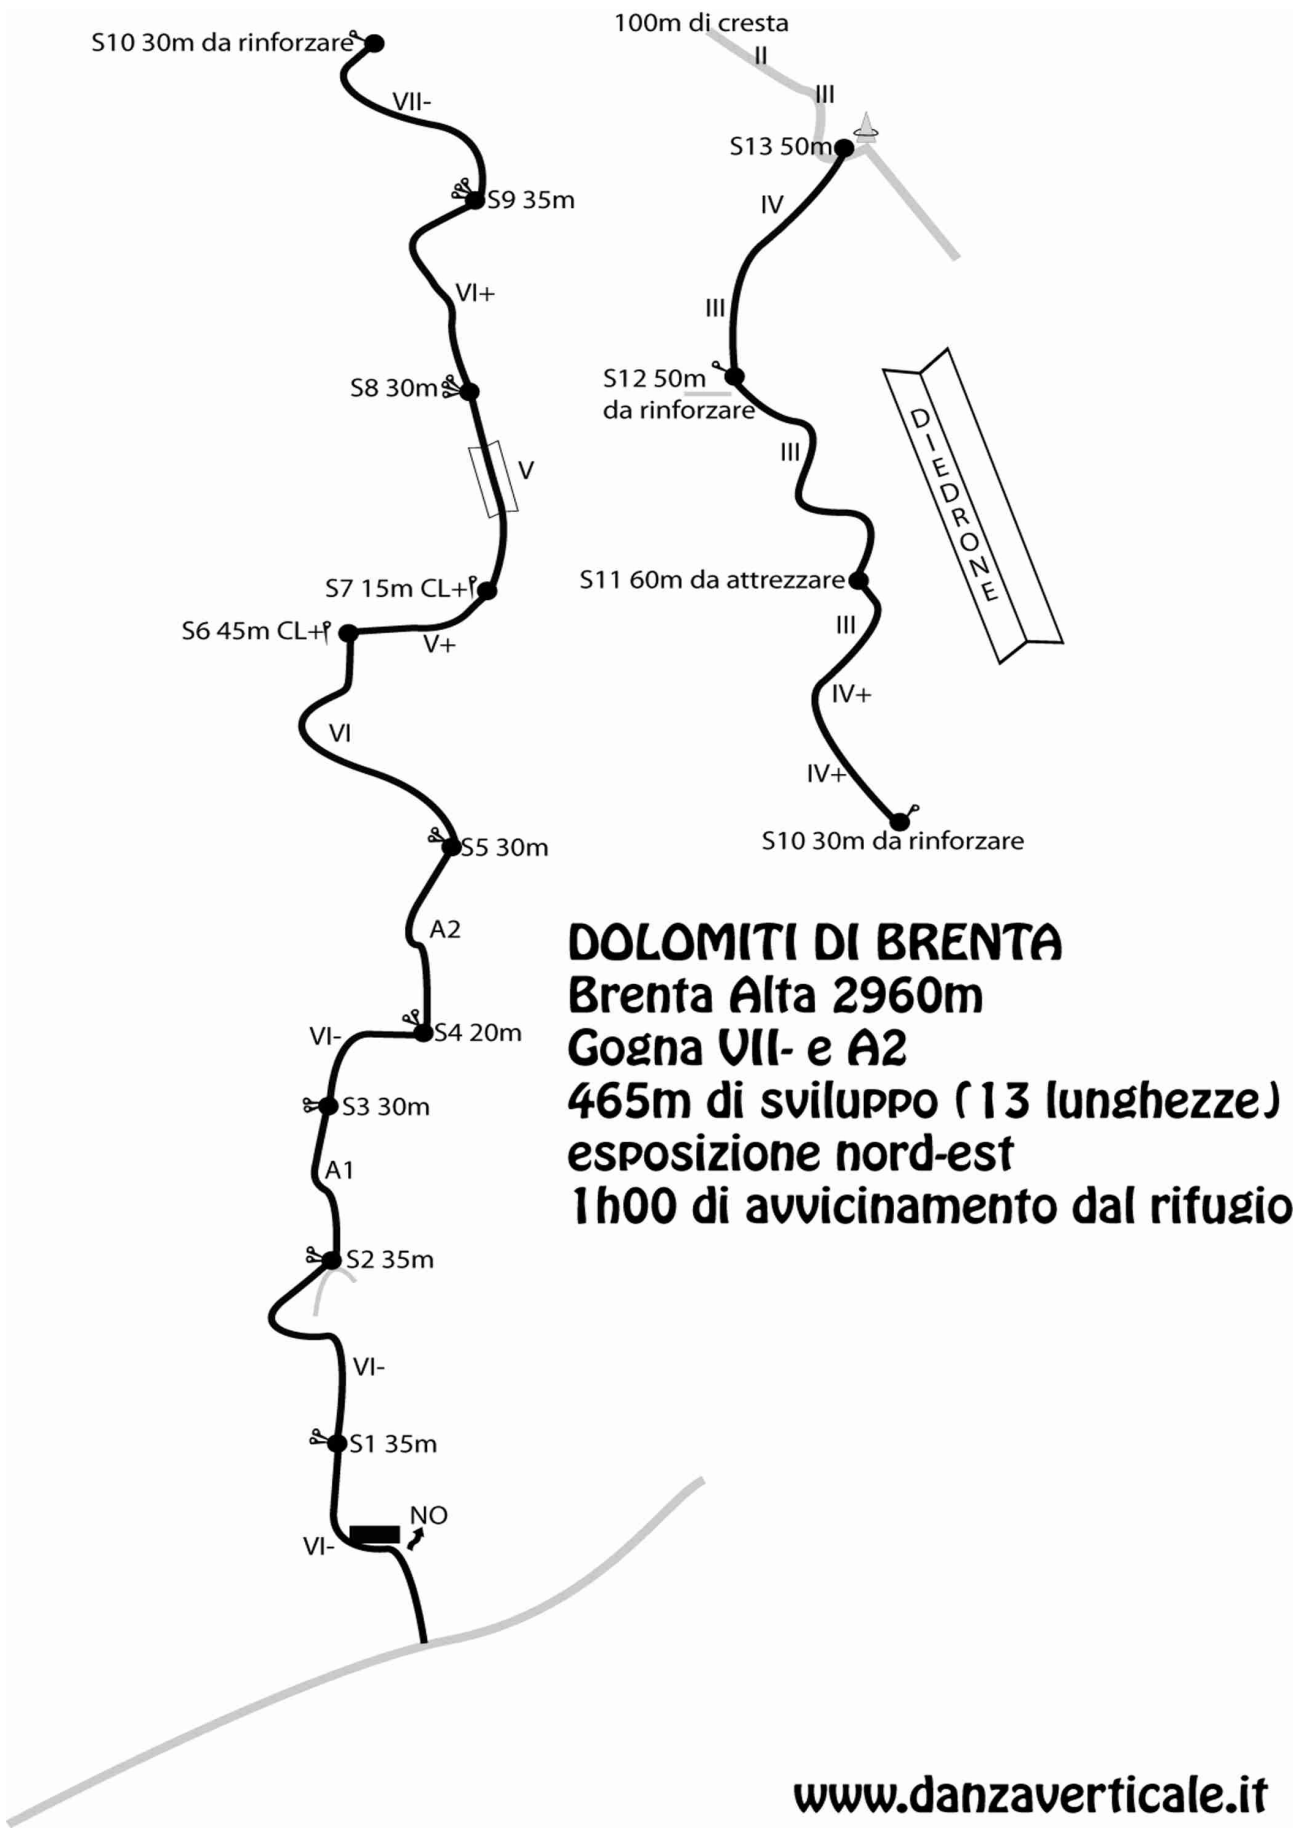 S10 30m da rinforzare
VII-
S9 35m
VI+
S8 30m
V
S7 15m CL+
S6 45m CL+
V+
VI
S5 30m
A2
VI-
S4 20m
S3 30m
A1
S2 35m
VI-
S1 35m
NO
VI-
100m di cresta
II
III
S13 50m
IV
III
S12 50m
da rinforzare
III
DIEDRONE
S11 60m da attrezzare
III
IV+
IV+
S10 30m da rinforzare
DOLOMITI DI BRENTA
Brenta Alta 2960m
Gogna VII- e A2
465m di sviluppo (13 lunghezze)
esposizione nord-est
1h00 di avvicinamento dal rifugio
www.danzaverticale.it